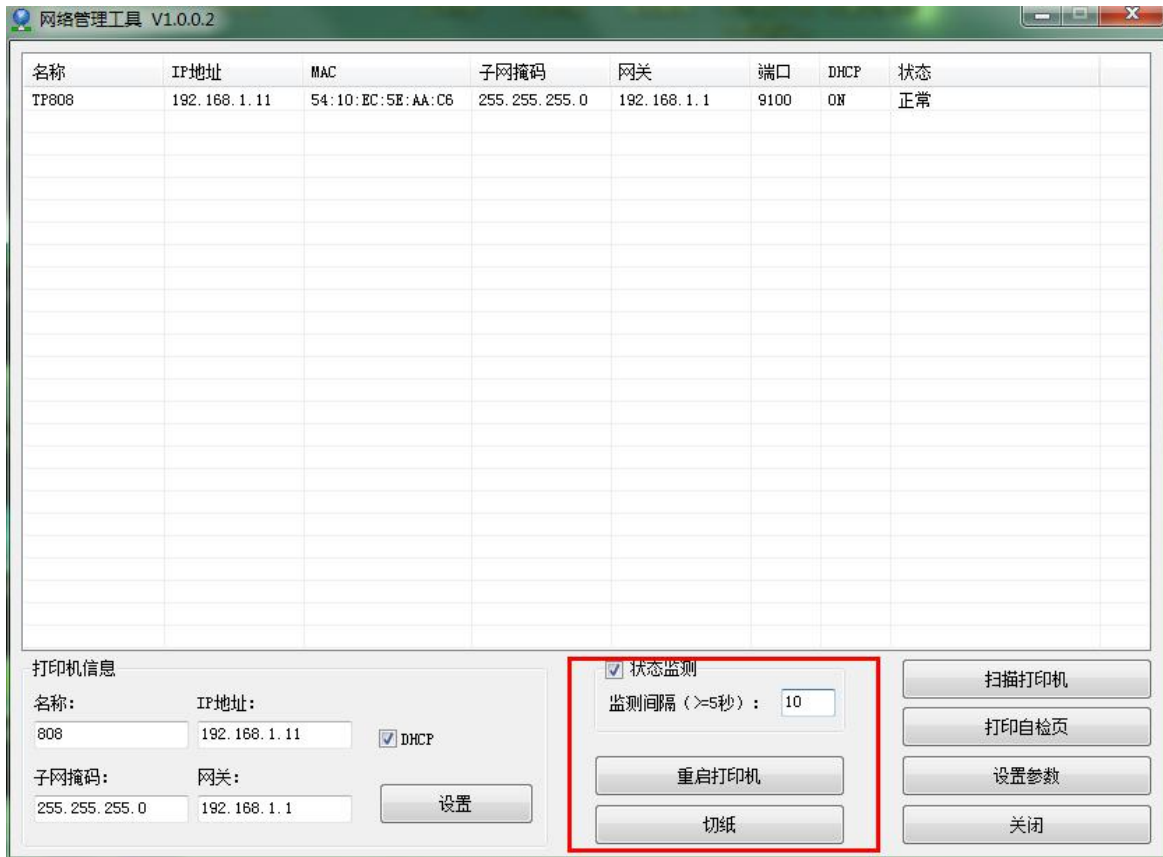 网络管理工具 V1.0.0.2
名称 IP地址 MAC 子网掩码 网关 端口 DHCP 状态
TP808 192.168.1.11 54:10:EC:5E:AA:C6 255.255.255.0 192.168.1.1 9100 ON 正常
打印机信息
名称: IP地址:
808 192.168.1.11 DHCP
子网掩码: 网关:
255.255.255.0 192.168.1.1 设置
状态监测
监测间隔（>=5秒）: 10
重启打印机
切纸
扫描打印机
打印自检页
设置参数
关闭